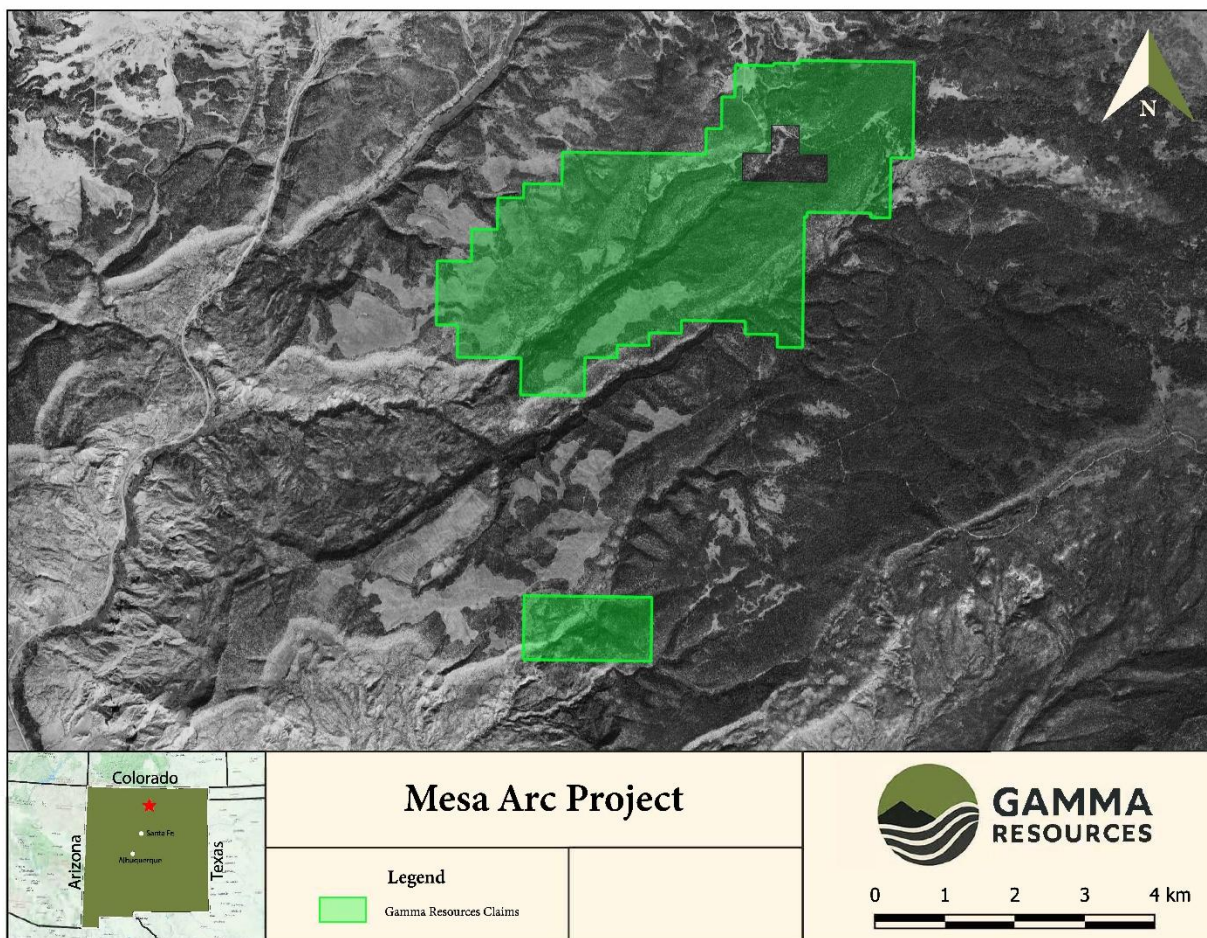 N
Colorado
Arizona
Santa Fe
Albuquerque
Texas
Mesa Arc Project
Legend
Gamma Resources Claims
GAMMA
RESOURCES
0 1 2 3 4 km